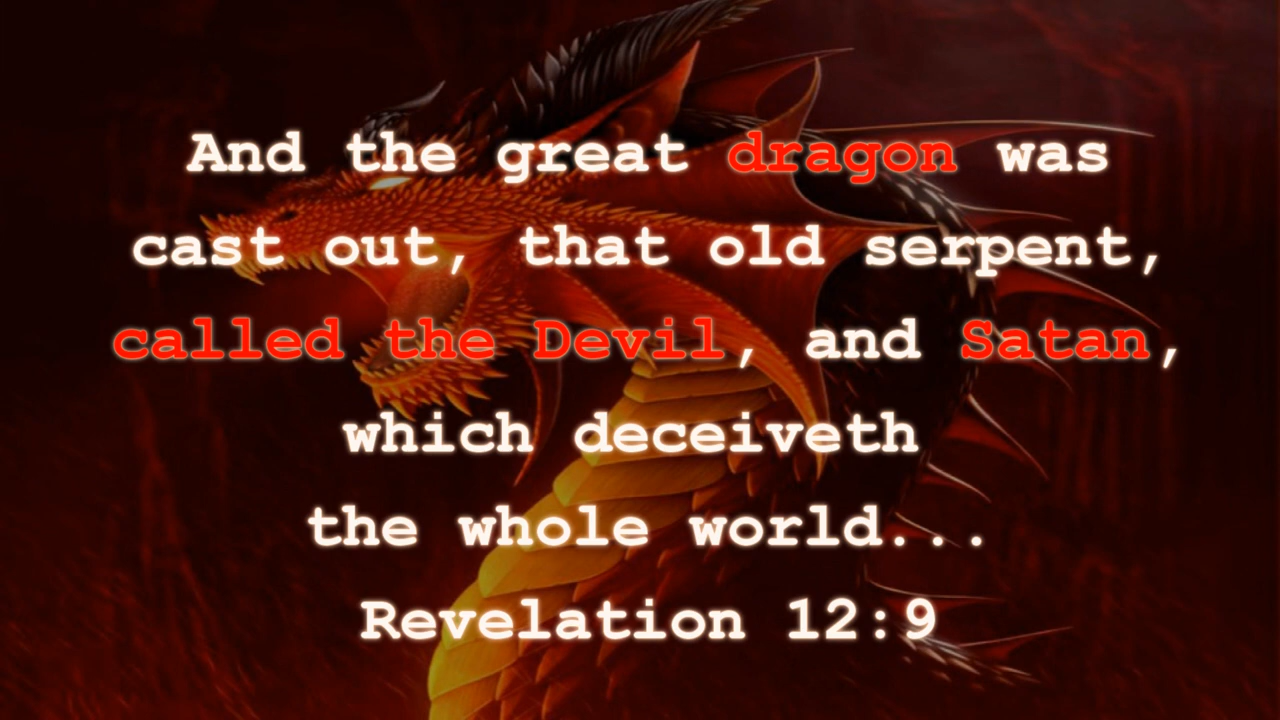 And the great dragon was
cast out, that old serpent,
called the Devil, and Satan,
which deceiveth
the whole world...
Revelation 12:9